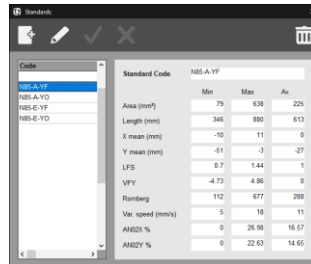 Standards
Code
N85-A-YF
N85-A-YO
N85-E-YF
N85-E-YO
Standard Code N85-A-YF
Min Max Av.
Area (mm²) 79 638 225
Length (mm) 346 880 613
X mean (mm) -10 11 0
Y mean (mm) -51 -3 -27
LFS 0.7 1.44 1
VFY -4.73 4.86 0
Romberg 112 677 288
Var. speed (mm/s) 5 18 11
AN02X % 0 26.98 16.57
AN02Y % 0 22.63 14.65